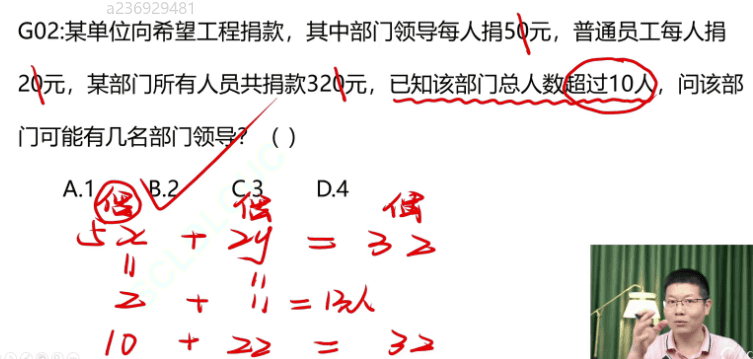 a236929481
G02:某单位向希望工程捐款，其中部门领导每人捐50元，普通员工每人捐
20元，某部门所有人员共捐款320元，已知该部门总人数超过10人，问该部
门可能有几名部门领导？（ ）
A.1 B.2 C.3 D.4
偶 偶 偶
5x + 2y = 32
2 + 11 = 13人
10 + 22 = 32